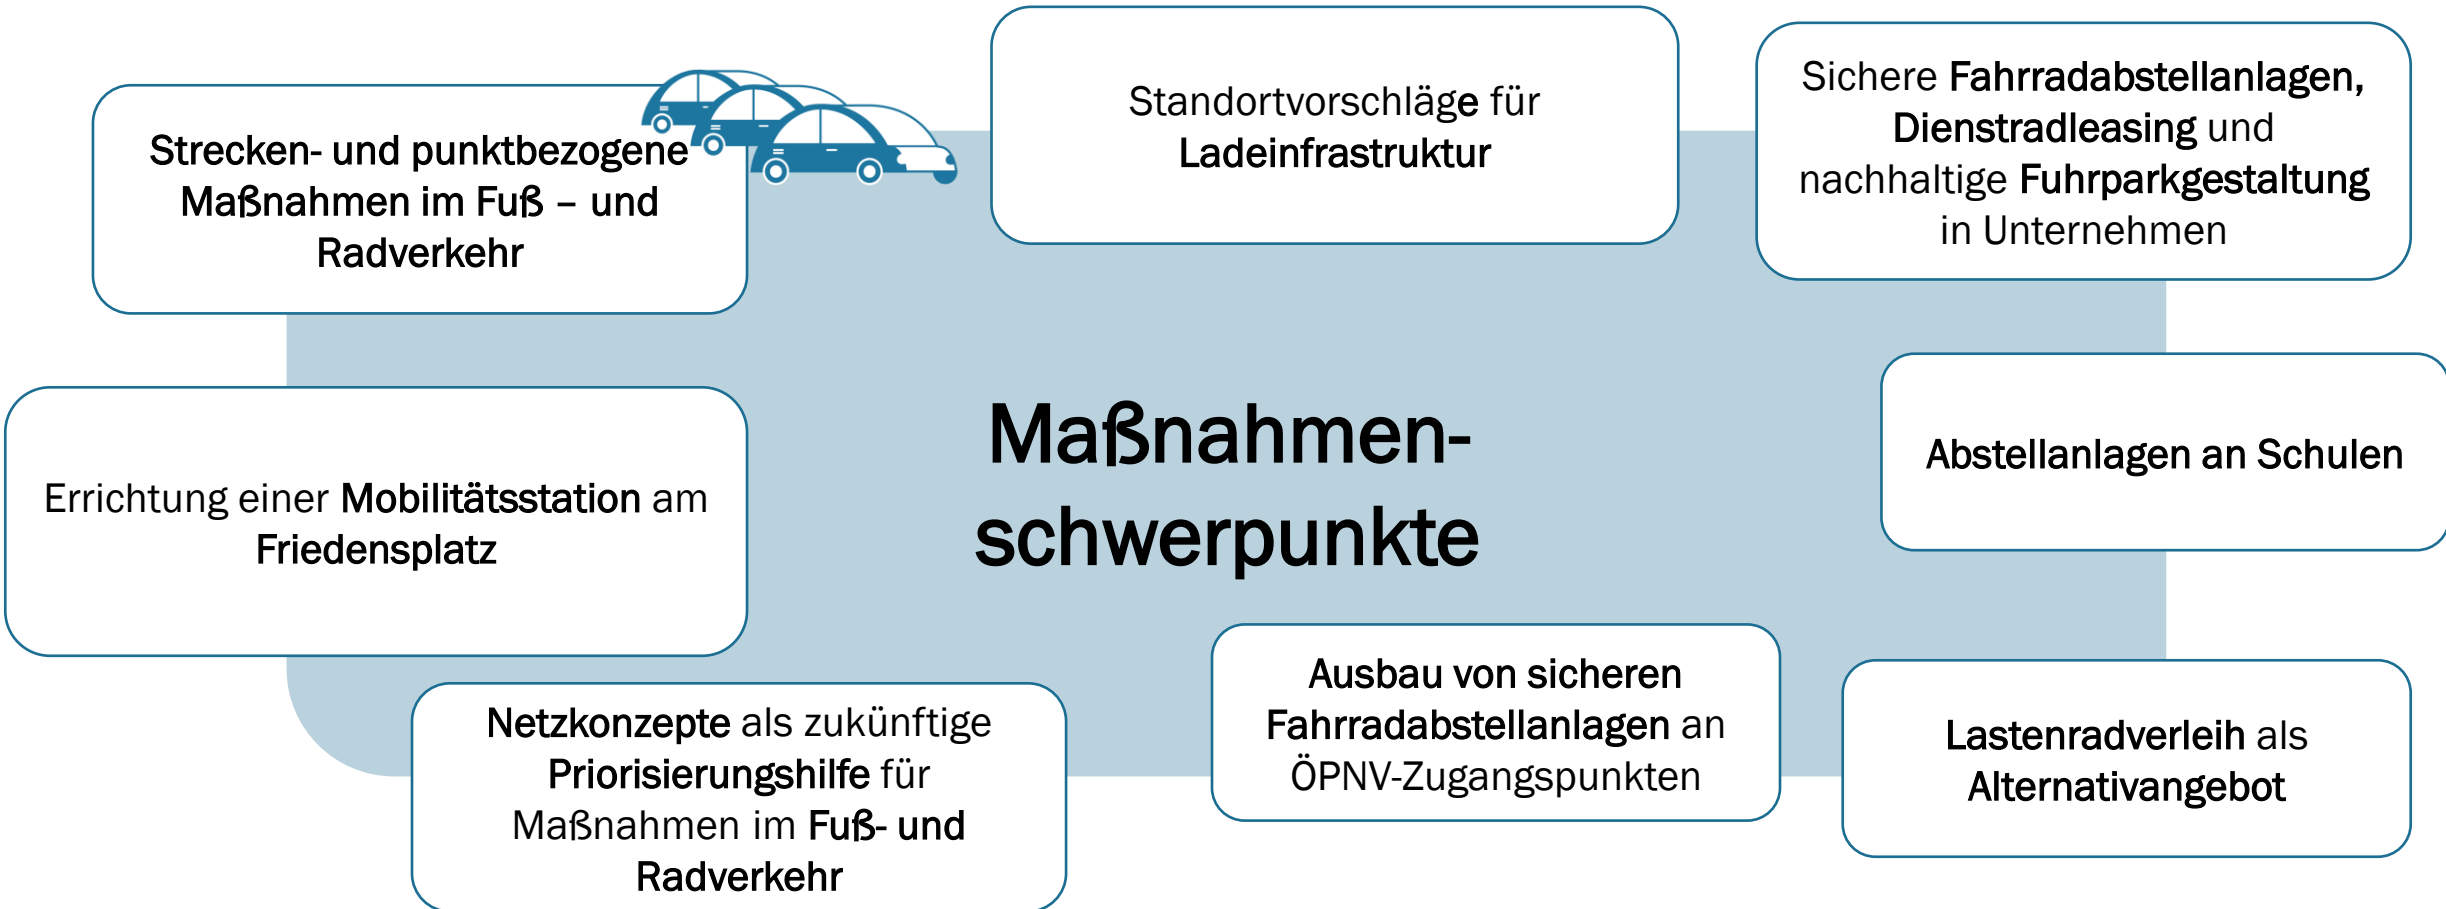 Strecken- und punktbezogene
Maßnahmen im Fuß – und
Radverkehr
Standortvorschläge für
Ladeinfrastruktur
Sichere Fahrradabstellanlagen,
Dienstradleasing und
nachhaltige Fuhrparkgestaltung
in Unternehmen
Errichtung einer Mobilitätsstation am
Friedensplatz
Maßnahmen-
schwerpunkte
Abstellanlagen an Schulen
Netzkonzepte als zukünftige
Priorisierungshilfe für
Maßnahmen im Fuß- und
Radverkehr
Ausbau von sicheren
Fahrradabstellanlagen an
ÖPNV-Zugangspunkten
Lastenradverleih als
Alternativangebot